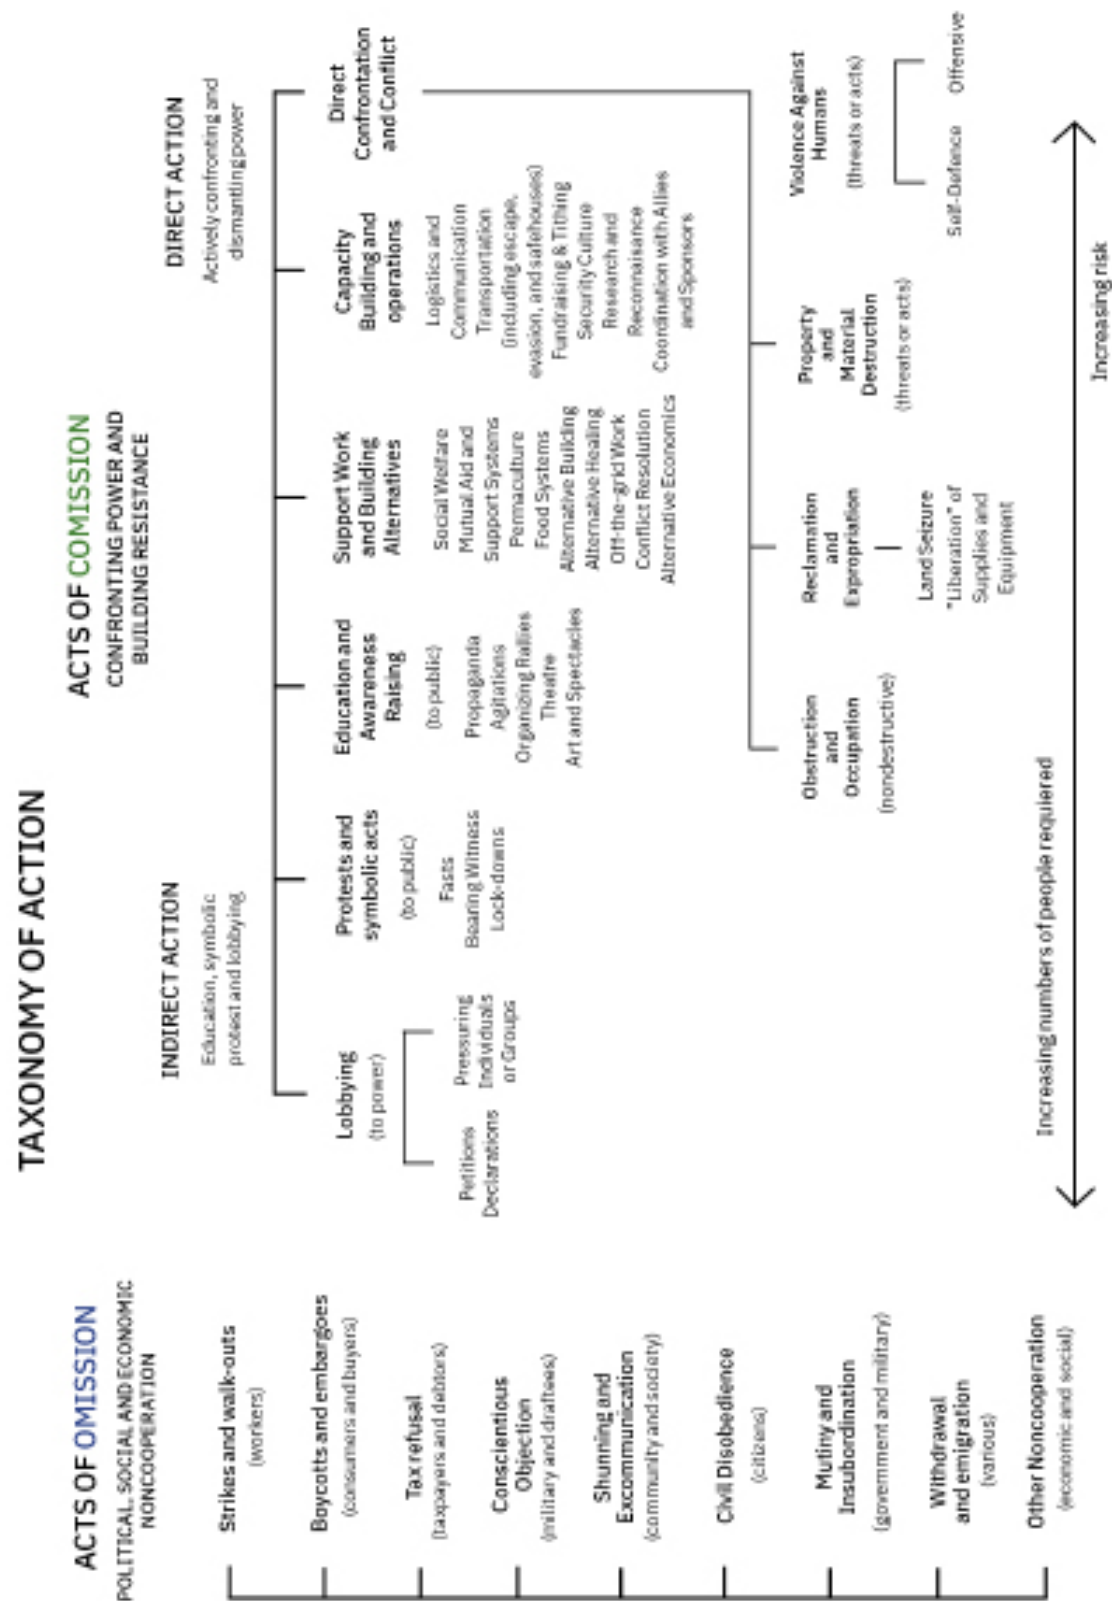 TAXONOMY OF ACTION
ACTS OF OMISSION
POLITICAL, SOCIAL AND ECONOMIC
NONCOOPERATION
Strikes and walk-outs
(workers)
Boycotts and embargoes
(consumers and buyers)
Tax refusal
(taxpayers and debtors)
Conscientious
Objection
(military and draftees)
Shunning and
Excommunication
(community and society)
Civil Disobedience
(citizens)
Mutiny and
Insubordination
(government and military)
Withdrawal
and emigration
(various)
Other Noncooperation
(economic and social)
ACTS OF COMISSION
CONFRONTING POWER AND
BUILDING RESISTANCE
INDIRECT ACTION
Education, symbolic
protest and lobbying
DIRECT ACTION
Actively confronting and
dismantling power
Lobbying
(to power)
Petitions
Declarations
Pressuring
Individuals
or Groups
Protests and
symbolic acts
(to public)
Fasts
Bearing Witness
Lock-downs
Education and
Awareness
Raising
(to public)
Propaganda
Agitations
Organizing Rallies
Theatre
Art and Spectacles
Support Work
and Building
Alternatives
Social Welfare
Mutual Aid and
Support Systems
Permaculture
Food Systems
Alternative Building
Alternative Healing
Off-the-grid Work
Conflict Resolution
Alternative Economics
Capacity
Building and
operations
Logistics and
Communication
Transportation
(including escape,
evasion, and safehouses)
Fundraising & Tithing
Security Culture
Research and
Reconnaisance
Coordination with Allies
and Sponsors
Direct
Confrontation
and Conflict
Obstruction
and
Occupation
(nondestructive)
Reclamation
and
Expropriation
Land Seizure
"Liberation" of
Supplies and
Equipment
Property
and
Material
Destruction
(threats or acts)
Violence Against
Humans
(threats or acts)
Self-Defence
Offensive
Increasing numbers of people requiered
Increasing risk